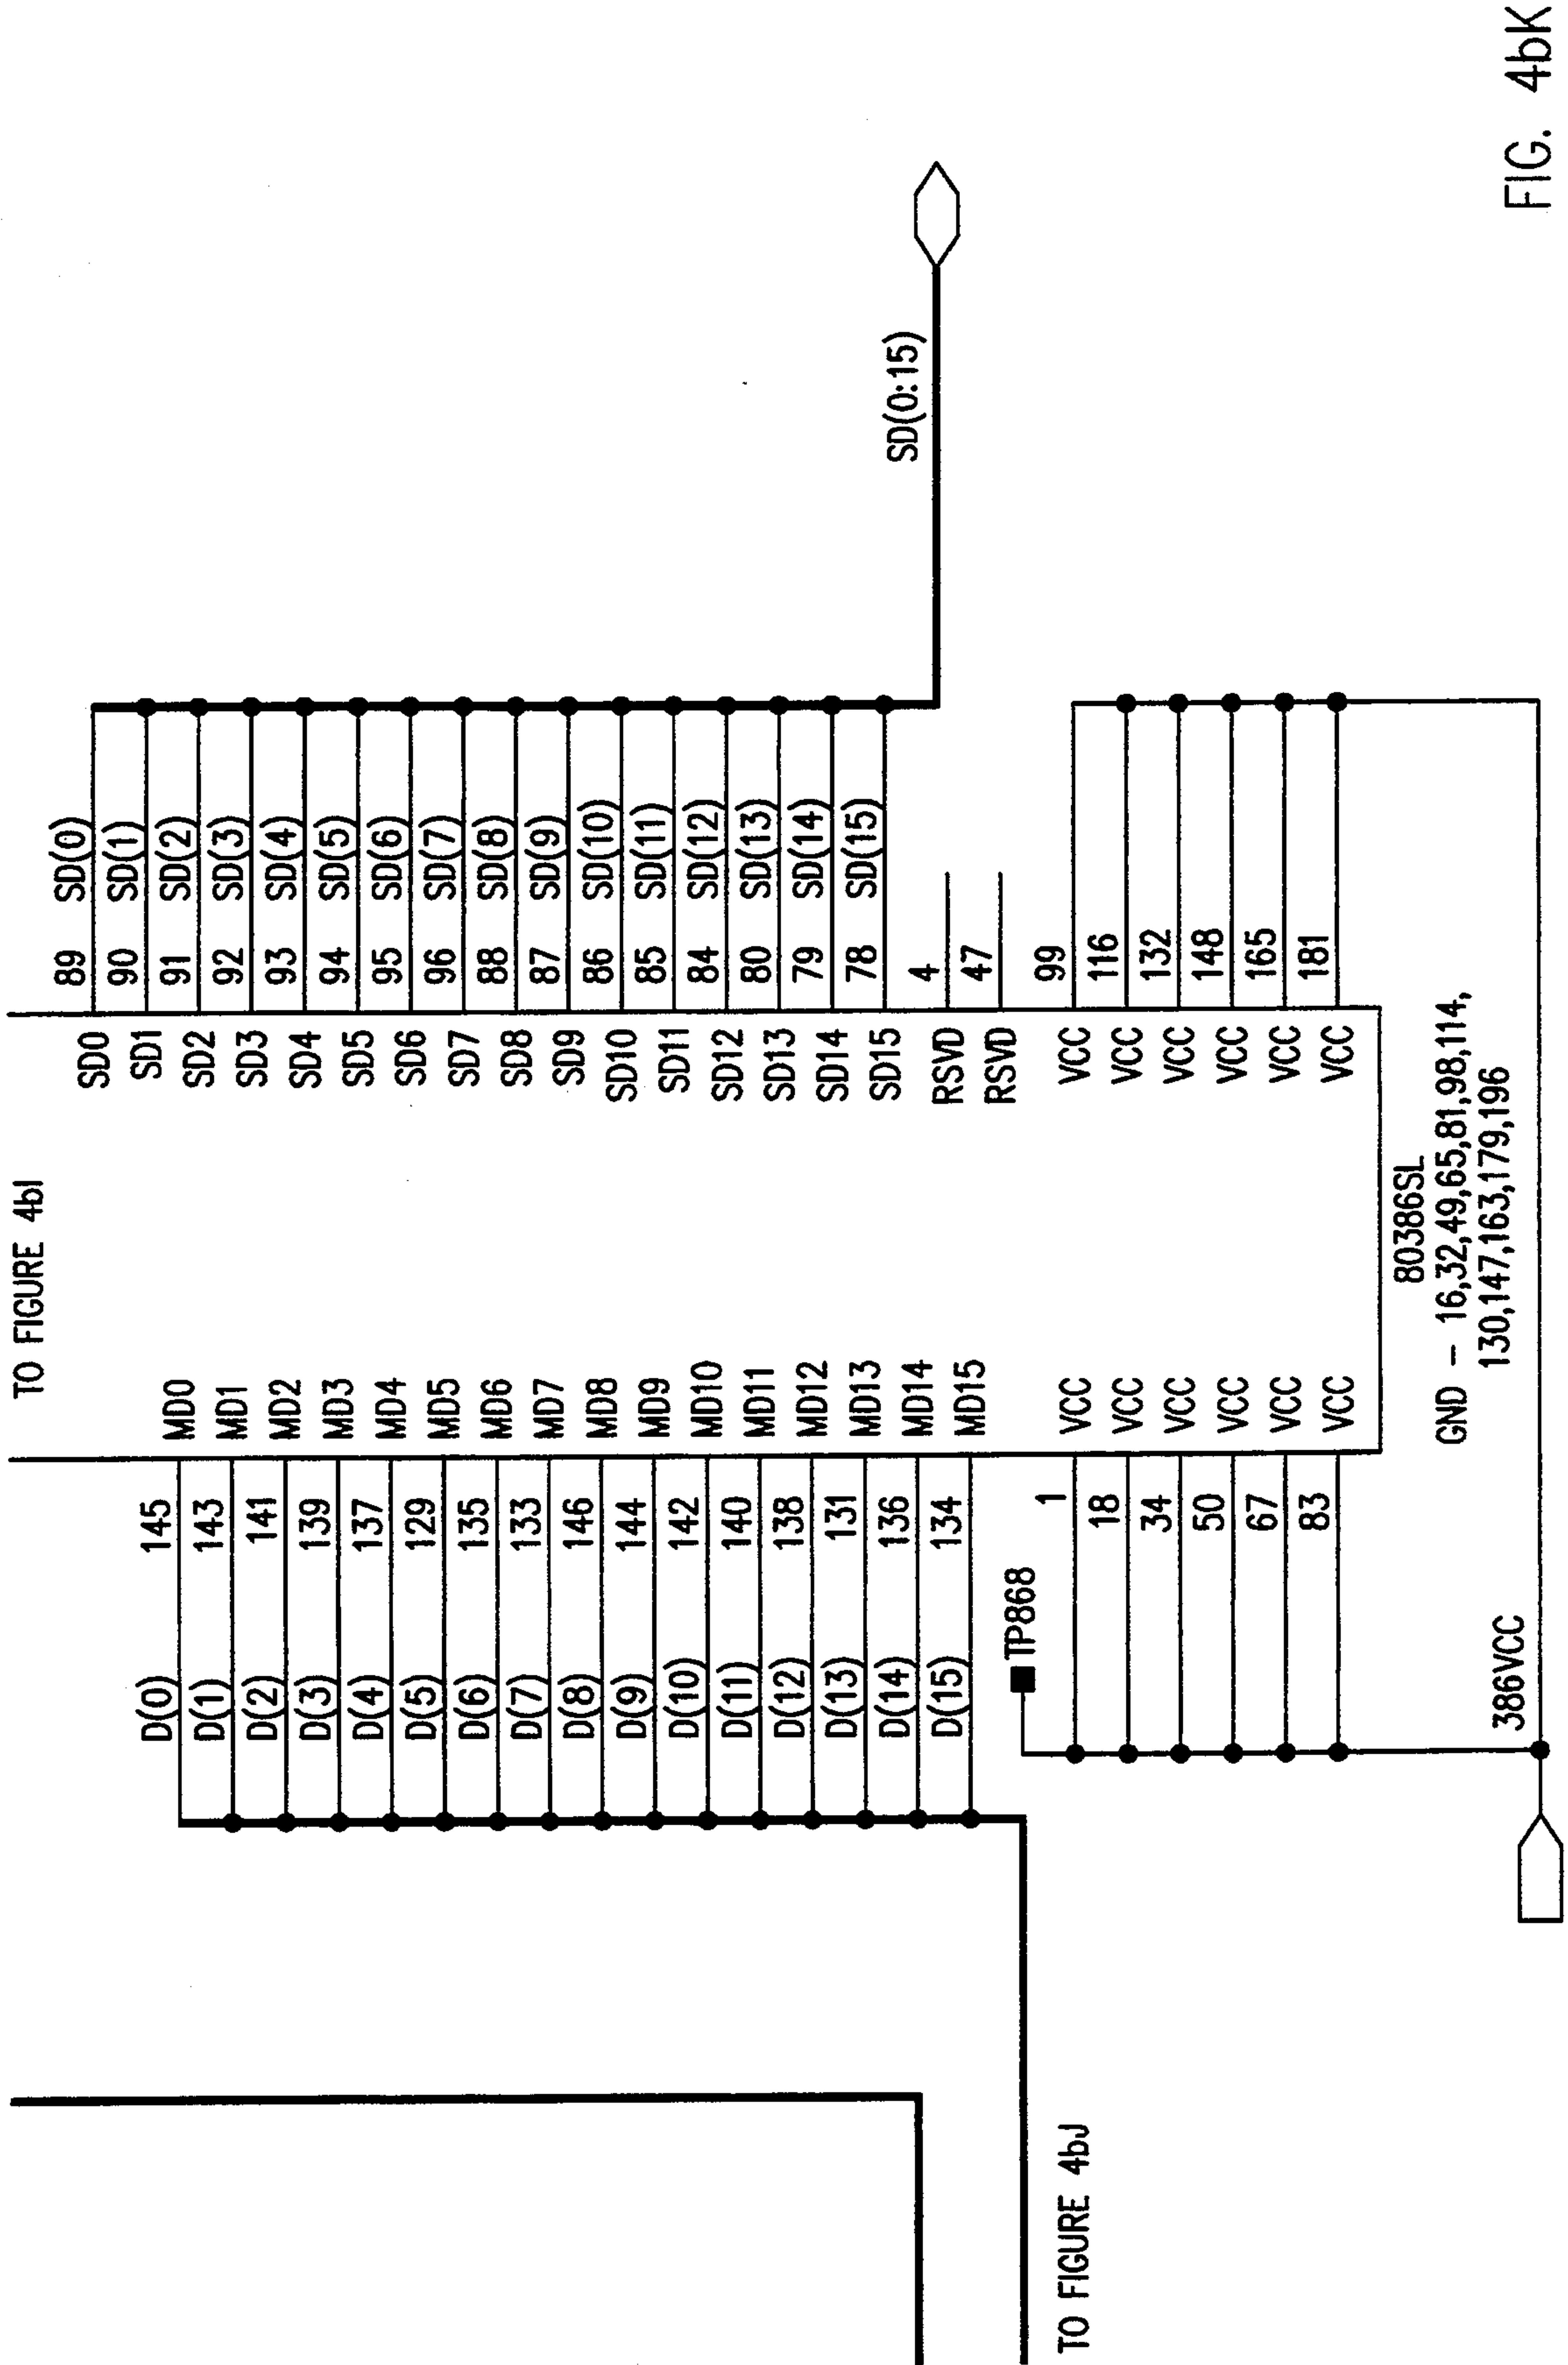 TO FIGURE 4bI
D(0) 145 MD0
D(1) 143 MD1
D(2) 141 MD2
D(3) 139 MD3
D(4) 137 MD4
D(5) 129 MD5
D(6) 135 MD6
D(7) 133 MD7
D(8) 146 MD8
D(9) 144 MD9
D(10) 142 MD10
D(11) 140 MD11
D(12) 138 MD12
D(13) 131 MD13
D(14) 136 MD14
D(15) 134 MD15
TP868
1 VCC
18 VCC
34 VCC
50 VCC
67 VCC
83 VCC
SD0 89 SD(0)
SD1 90 SD(1)
SD2 91 SD(2)
SD3 92 SD(3)
SD4 93 SD(4)
SD5 94 SD(5)
SD6 95 SD(6)
SD7 96 SD(7)
SD8 88 SD(8)
SD9 87 SD(9)
SD10 86 SD(10)
SD11 85 SD(11)
SD12 84 SD(12)
SD13 80 SD(13)
SD14 79 SD(14)
SD15 78 SD(15)
RSVD 4
RSVD 47
VCC 99
VCC 116
VCC 132
VCC 148
VCC 165
VCC 181
SD(0:15)
80386SL
GND - 16,32,49,65,81,98,114,
130,147,163,179,196
386VCC
TO FIGURE 4bJ
FIG. 4bK